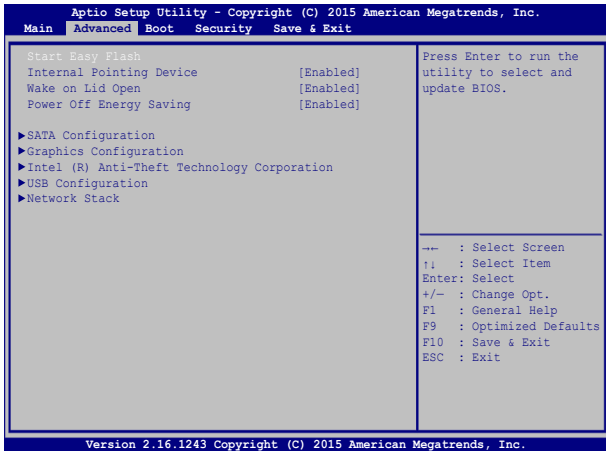 Aptio Setup Utility - Copyright (C) 2015 American Megatrends, Inc.
Main Advanced Boot Security Save & Exit
Start Easy Flash
Internal Pointing Device [Enabled]
Wake on Lid Open [Enabled]
Power Off Energy Saving [Enabled]
▶SATA Configuration
▶Graphics Configuration
▶Intel (R) Anti-Theft Technology Corporation
▶USB Configuration
▶Network Stack
Press Enter to run the
utility to select and
update BIOS.
→← : Select Screen
↑↓ : Select Item
Enter: Select
+/— : Change Opt.
F1 : General Help
F9 : Optimized Defaults
F10 : Save & Exit
ESC : Exit
Version 2.16.1243 Copyright (C) 2015 American Megatrends, Inc.